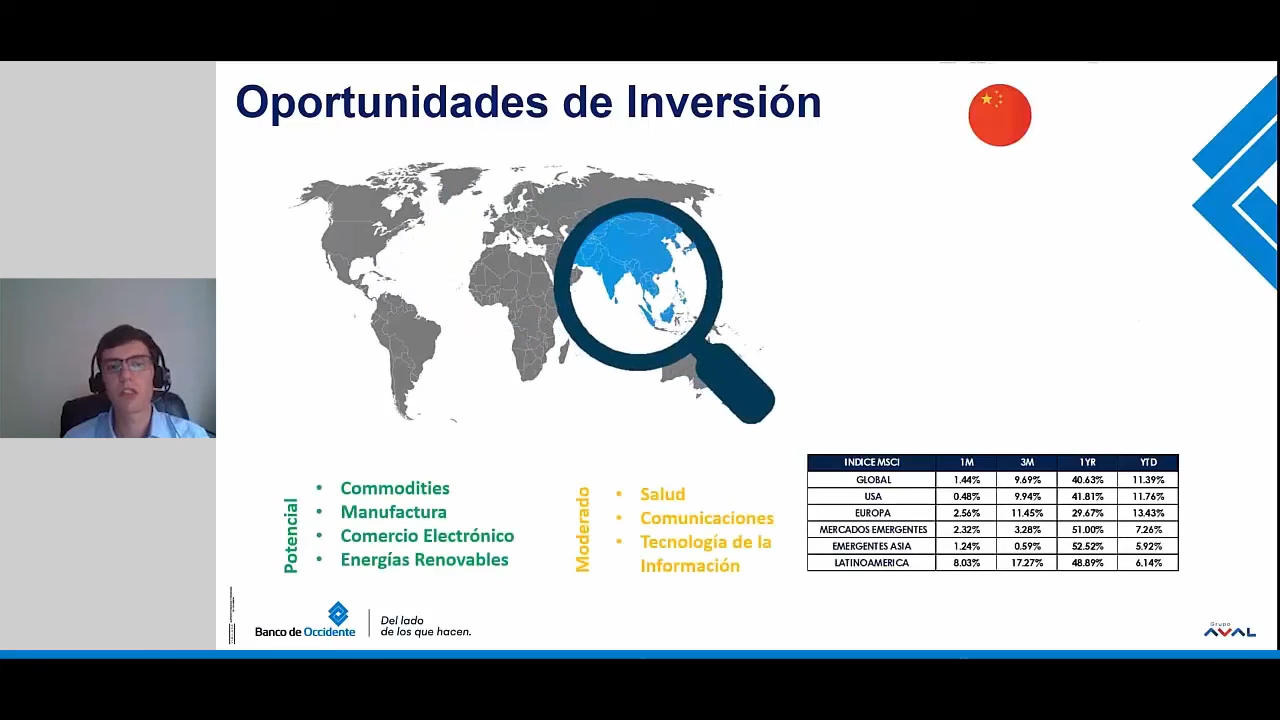 Oportunidades de Inversión
Potencial
• Commodities
• Manufactura
• Comercio Electrónico
• Energías Renovables
Moderado
• Salud
• Comunicaciones
• Tecnología de la
Información
INDICE MSCI 1M 3M 1YR YTD
GLOBAL 1.44% 9.69% 40.63% 11.39%
USA 0.48% 9.94% 41.81% 11.76%
EUROPA 2.56% 11.45% 29.67% 13.43%
MERCADOS EMERGENTES 2.32% 3.28% 51.00% 7.26%
EMERGENTES ASIA 1.24% 0.59% 52.52% 5.92%
LATINOAMERICA 8.03% 17.27% 48.89% 6.14%
Banco de Occidente
Del lado
de los que hacen.
Grupo
AVAL